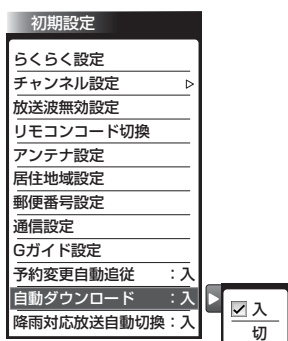 初期設定
らくらく設定
チャンネル設定
放送波無効設定
リモコンコード切換
アンテナ設定
居住地域設定
郵便番号設定
通信設定
Gガイド設定
予約変更自動追従 ：入
自動ダウンロード ：入
降雨対応放送自動切換：入
入
切